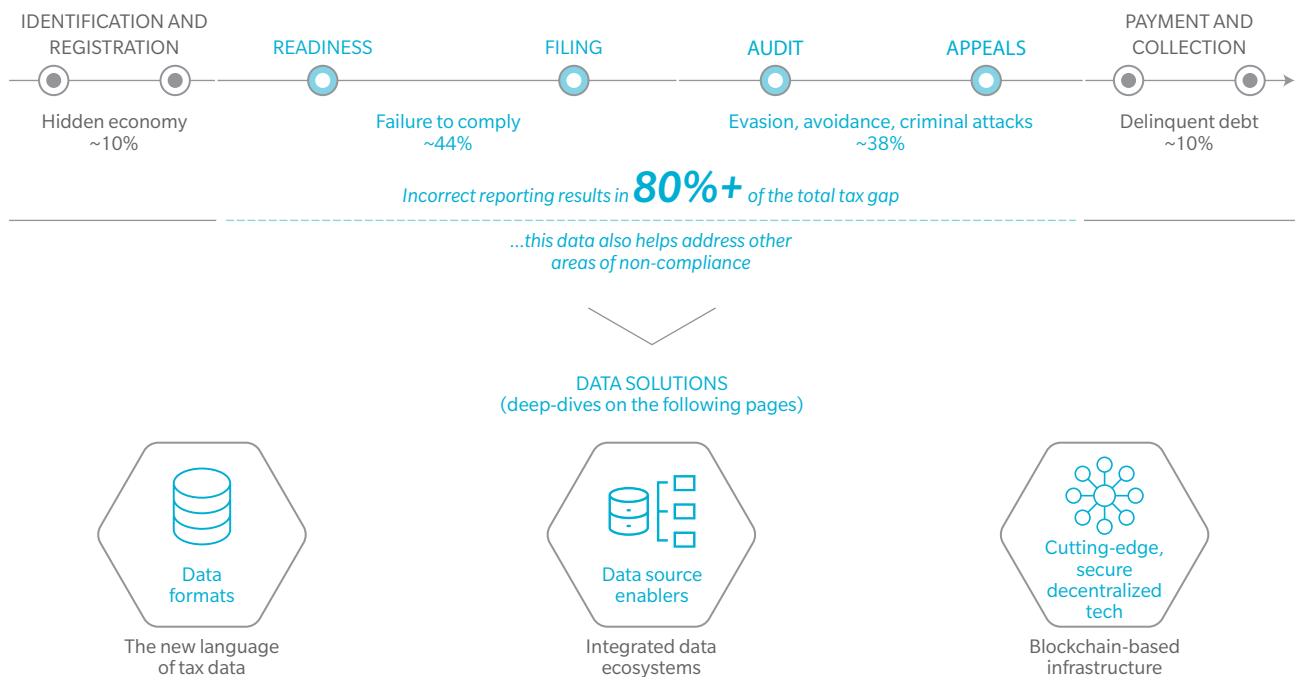 IDENTIFICATION AND
REGISTRATION
READINESS
FILING
AUDIT
APPEALS
PAYMENT AND
COLLECTION
Hidden economy
~10%
Failure to comply
~44%
Evasion, avoidance, criminal attacks
~38%
Delinquent debt
~10%
Incorrect reporting results in 80%+ of the total tax gap
...this data also helps address other
areas of non-compliance
DATA SOLUTIONS
(deep-dives on the following pages)
Data
formats
The new language
of tax data
Data source
enablers
Integrated data
ecosystems
Cutting-edge,
secure
decentralized
tech
Blockchain-based
infrastructure